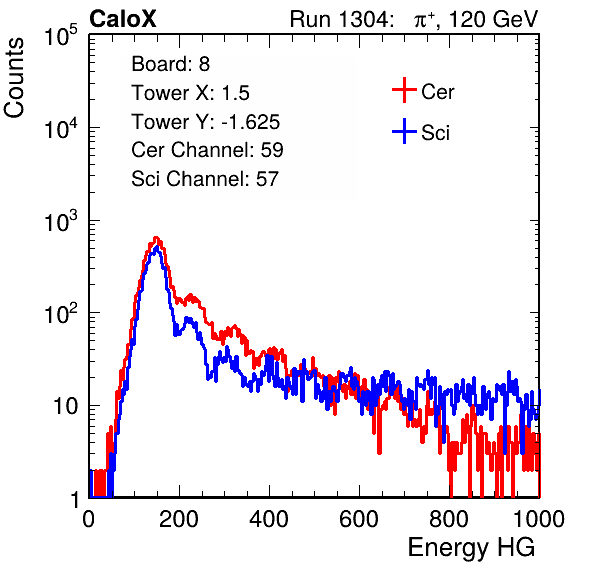 CaloX Run 1304: π⁺, 120 GeV
Counts
10⁵
10⁴
10³
10²
10
1
Board: 8
Tower X: 1.5
Tower Y: -1.625
Cer Channel: 59
Sci Channel: 57
Cer
Sci
0 200 400 600 800 1000
Energy HG